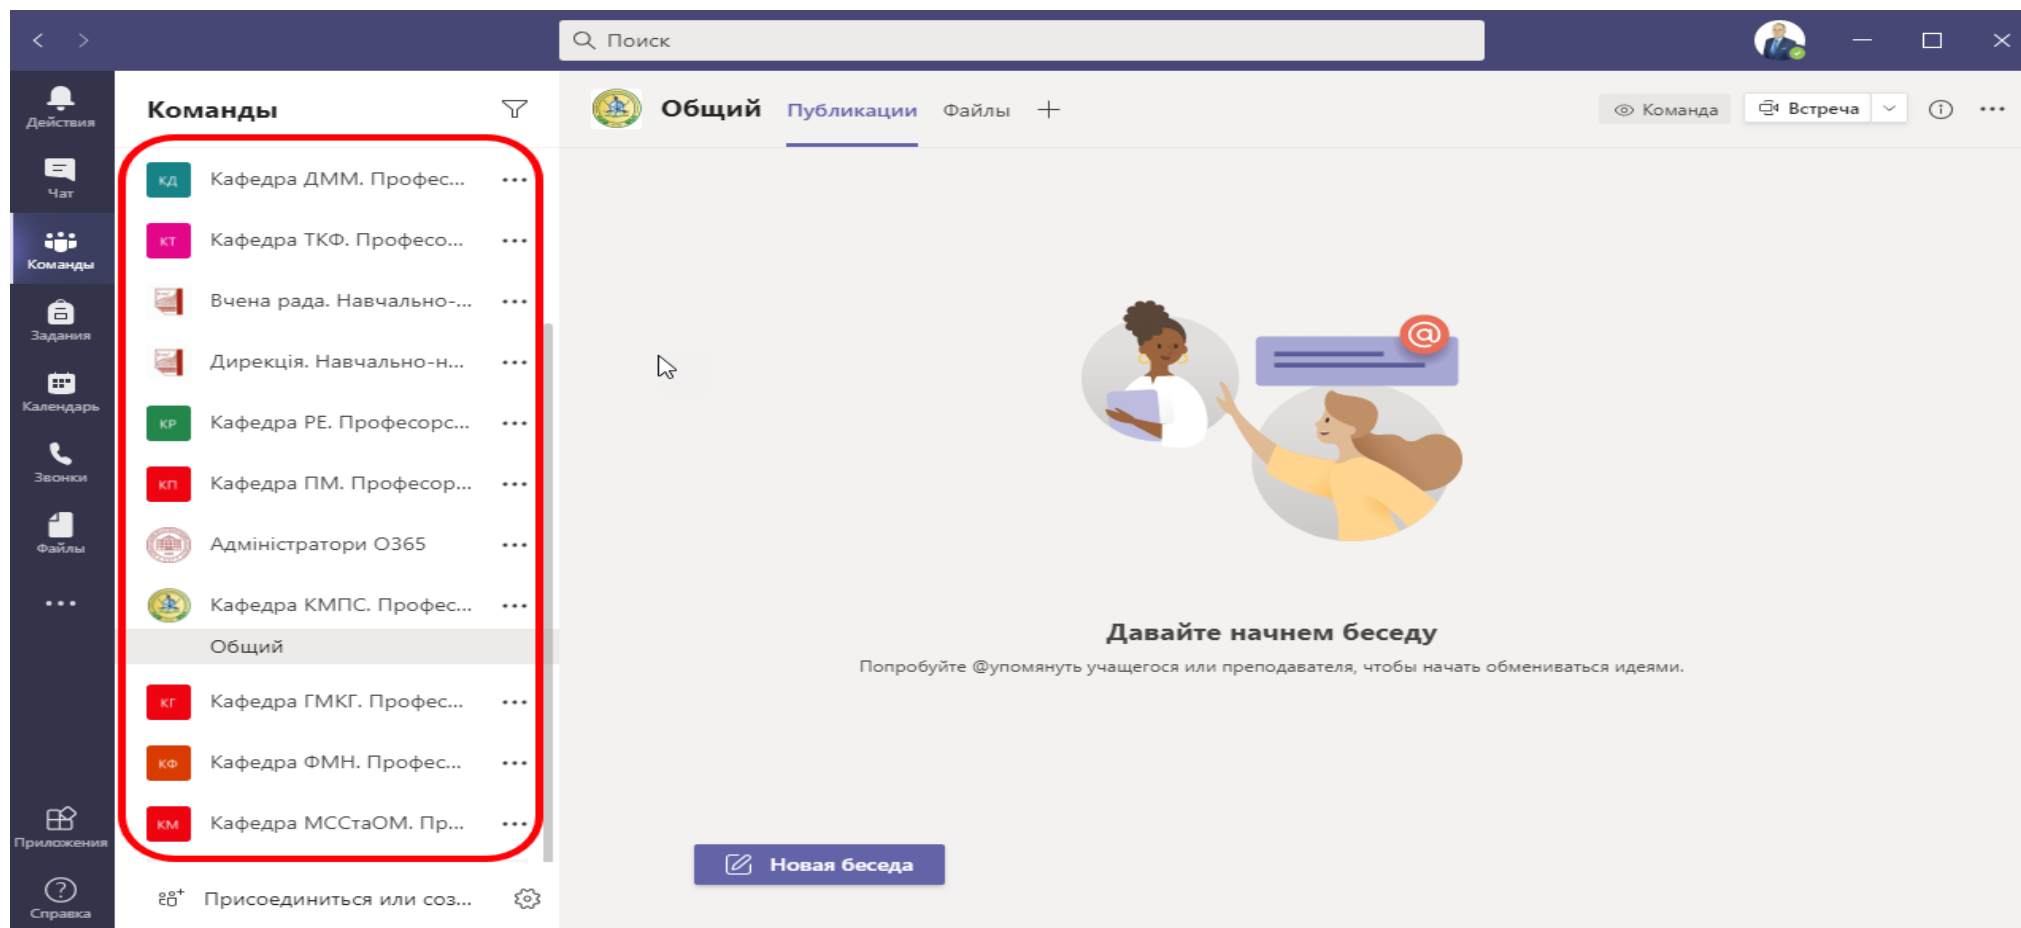 Поиск
Действия
Чат
Команды
Задания
Календарь
Звонки
Файлы
Приложения
Справка
Команды
КД Кафедра ДММ. Профес...
КТ Кафедра ТКФ. Професо...
Вчена рада. Навчально-...
Дирекція. Навчально-н...
КР Кафедра РЕ. Професорс...
КП Кафедра ПМ. Професор...
Адміністратори О365
Кафедра КМПС. Профес...
Общий
КГ Кафедра ГМКГ. Профес...
КФ Кафедра ФМН. Профес...
КМ Кафедра МССтаОМ. Пр...
Присоединиться или соз...
Общий Публикации Файлы
Команда Встреча
@
Давайте начнем беседу
Попробуйте @упомянуть учащегося или преподавателя, чтобы начать обмениваться идеями.
Новая беседа